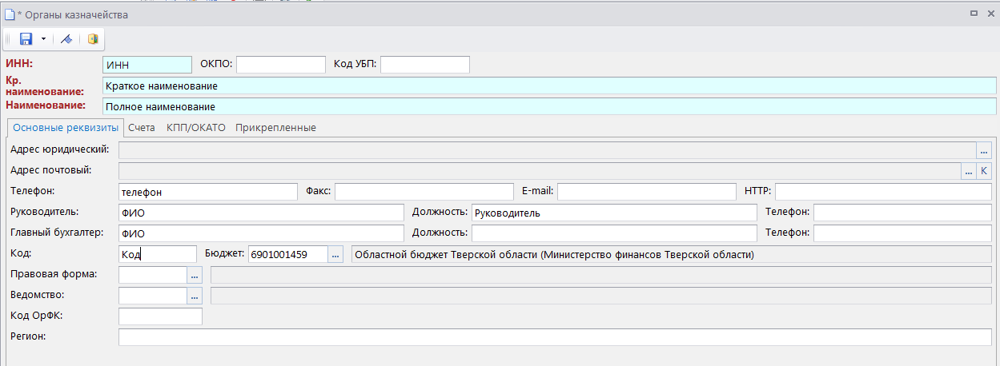 * Органы казначейства
ИНН: ИНН ОКПО: Код УБП:
Кр. наименование: Краткое наименование
Наименование: Полное наименование
Основные реквизиты Счета КПП/ОКАТО Прикрепленные
Адрес юридический: ...
Адрес почтовый: ... К
Телефон: телефон Факс: E-mail: HTTP:
Руководитель: ФИО Должность: Руководитель Телефон:
Главный бухгалтер: ФИО Должность: Телефон:
Код: Код Бюджет: 6901001459 ... Областной бюджет Тверской области (Министерство финансов Тверской области)
Правовая форма: ...
Ведомство: ...
Код ОрФК:
Регион: